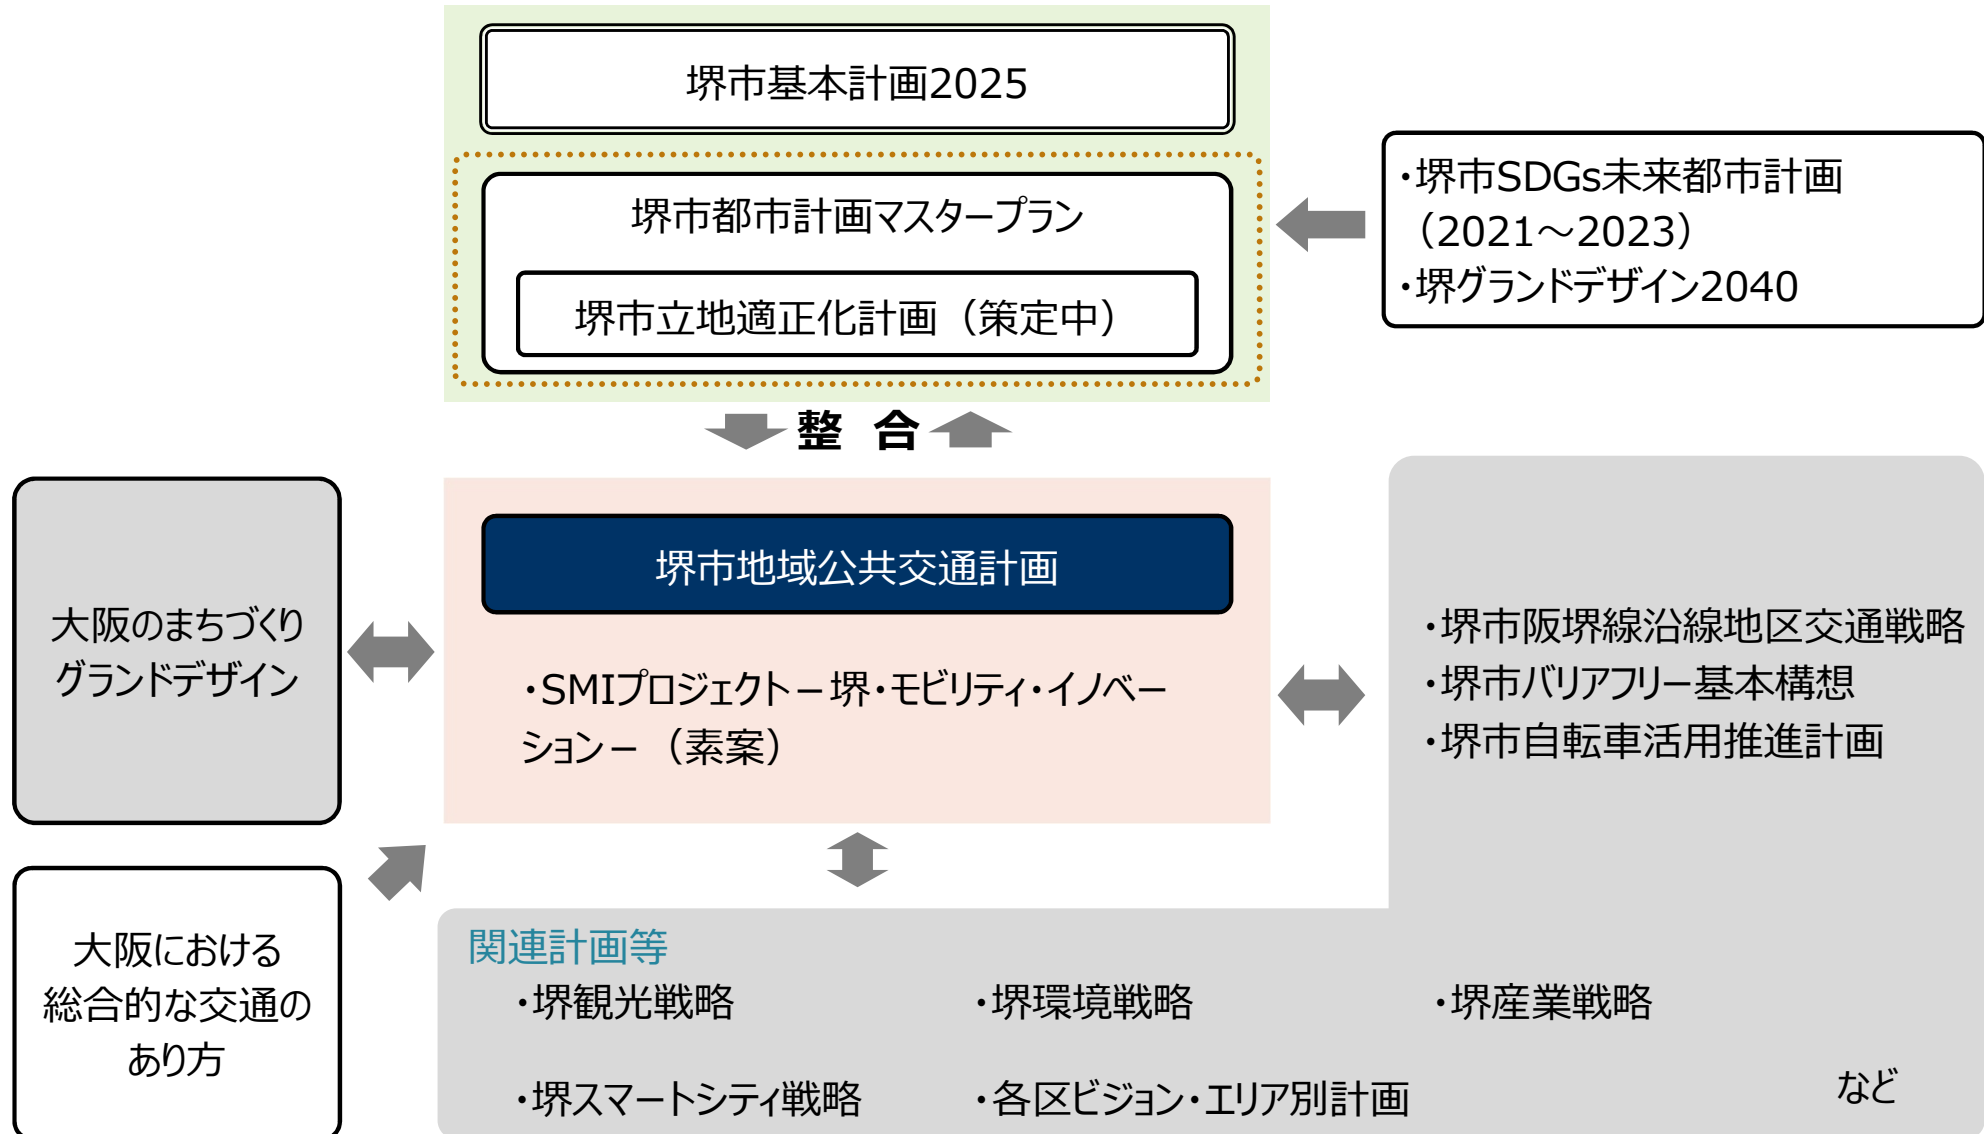 堺市基本計画2025
堺市都市計画マスタープラン
堺市立地適正化計画（策定中）
・堺市SDGs未来都市計画
（2021～2023）
・堺グランドデザイン2040
整 合
大阪のまちづくり
グランドデザイン
堺市地域公共交通計画
・SMIプロジェクト－堺・モビリティ・イノベー
ション－（素案）
・堺市阪堺線沿線地区交通戦略
・堺市バリアフリー基本構想
・堺市自転車活用推進計画
大阪における
総合的な交通の
あり方
関連計画等
・堺観光戦略 ・堺環境戦略 ・堺産業戦略
・堺スマートシティ戦略 ・各区ビジョン・エリア別計画 など